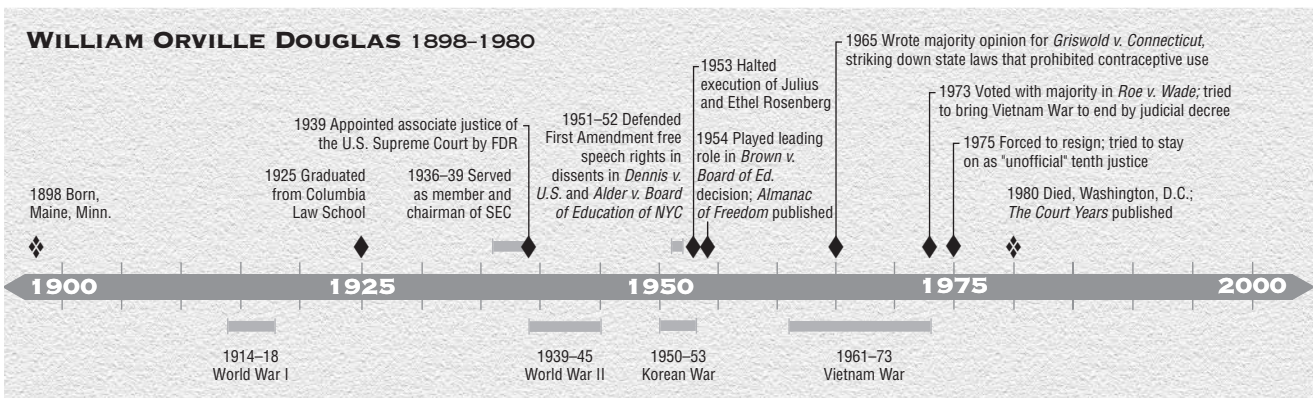 WILLIAM ORVILLE DOUGLAS 1898–1980
1898 Born,
Maine, Minn.
1925 Graduated
from Columbia
Law School
1939 Appointed associate justice of
the U.S. Supreme Court by FDR
1936–39 Served
as member and
chairman of SEC
1951–52 Defended
First Amendment free
speech rights in
dissents in Dennis v.
U.S. and Alder v. Board
of Education of NYC
1953 Halted
execution of Julius
and Ethel Rosenberg
1954 Played leading
role in Brown v.
Board of Ed.
decision; Almanac
of Freedom published
1965 Wrote majority opinion for Griswold v. Connecticut,
striking down state laws that prohibited contraceptive use
1973 Voted with majority in Roe v. Wade; tried
to bring Vietnam War to end by judicial decree
1975 Forced to resign; tried to stay
on as "unofficial" tenth justice
1980 Died, Washington, D.C.;
The Court Years published
1900 1925 1950 1975 2000
1914–18
World War I
1939–45
World War II
1950–53
Korean War
1961–73
Vietnam War